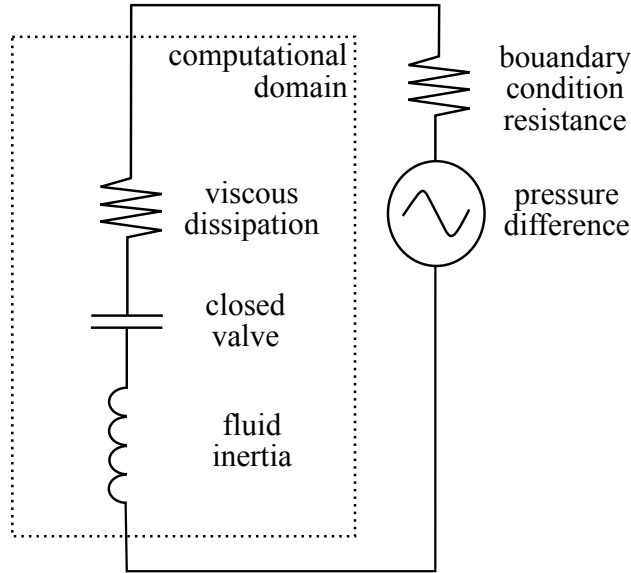 computational
domain
bouandary
condition
resistance
viscous
dissipation
pressure
difference
closed
valve
fluid
inertia